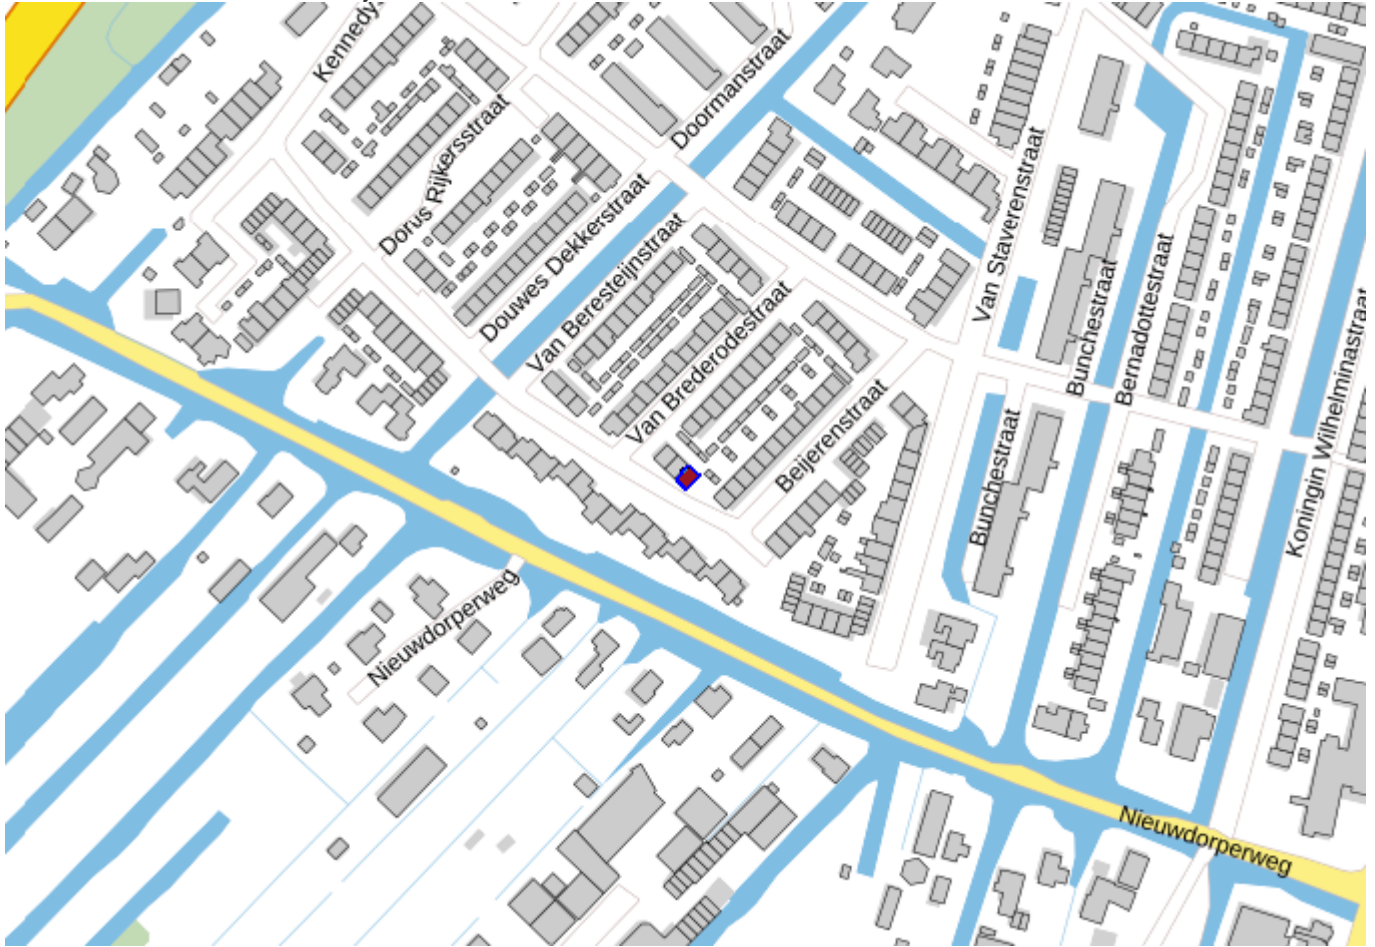 Kennedys
Doormanstraat
Dorus Rijkersstraat
Douwes Dekkerstraat
Van Staverenstraat
Van Beresteijnstraat
Bunchestraat
Bernadottestraat
Van Brederodestraat
Koningin Wilhelminastraat
Beijerenstraat
Bunchestraat
Nieuwdorperweg
Nieuwdorperweg